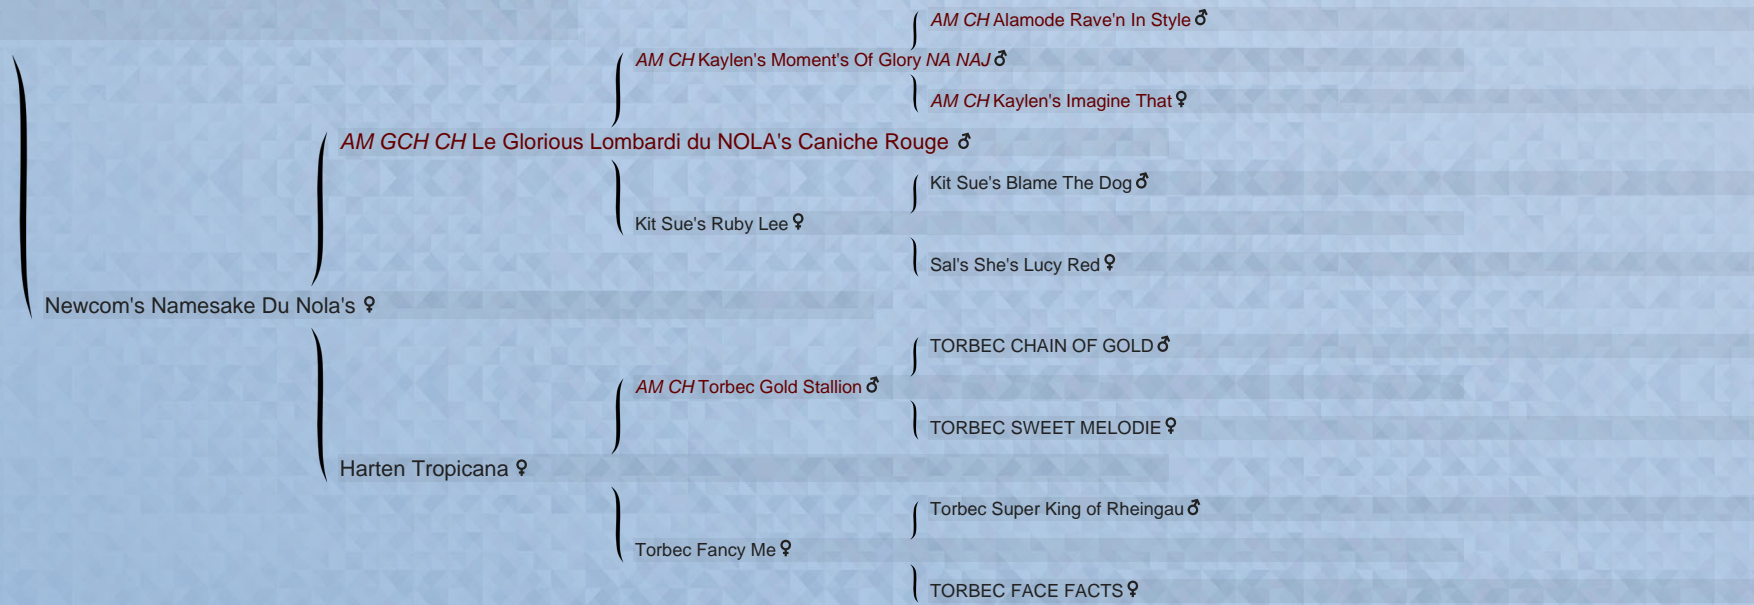 AM CH Alamode Rave'n In Style ♂
AM CH Kaylen's Moment's Of Glory NA NAJ ♂
AM CH Kaylen's Imagine That ♀
AM GCH CH Le Glorious Lombardi du NOLA's Caniche Rouge ♂
Kit Sue's Blame The Dog ♂
Kit Sue's Ruby Lee ♀
Sal's She's Lucy Red ♀
Newcom's Namesake Du Nola's ♀
TORBEC CHAIN OF GOLD ♂
AM CH Torbec Gold Stallion ♂
TORBEC SWEET MELODIE ♀
Harten Tropicana ♀
Torbec Super King of Rheingau ♂
Torbec Fancy Me ♀
TORBEC FACE FACTS ♀